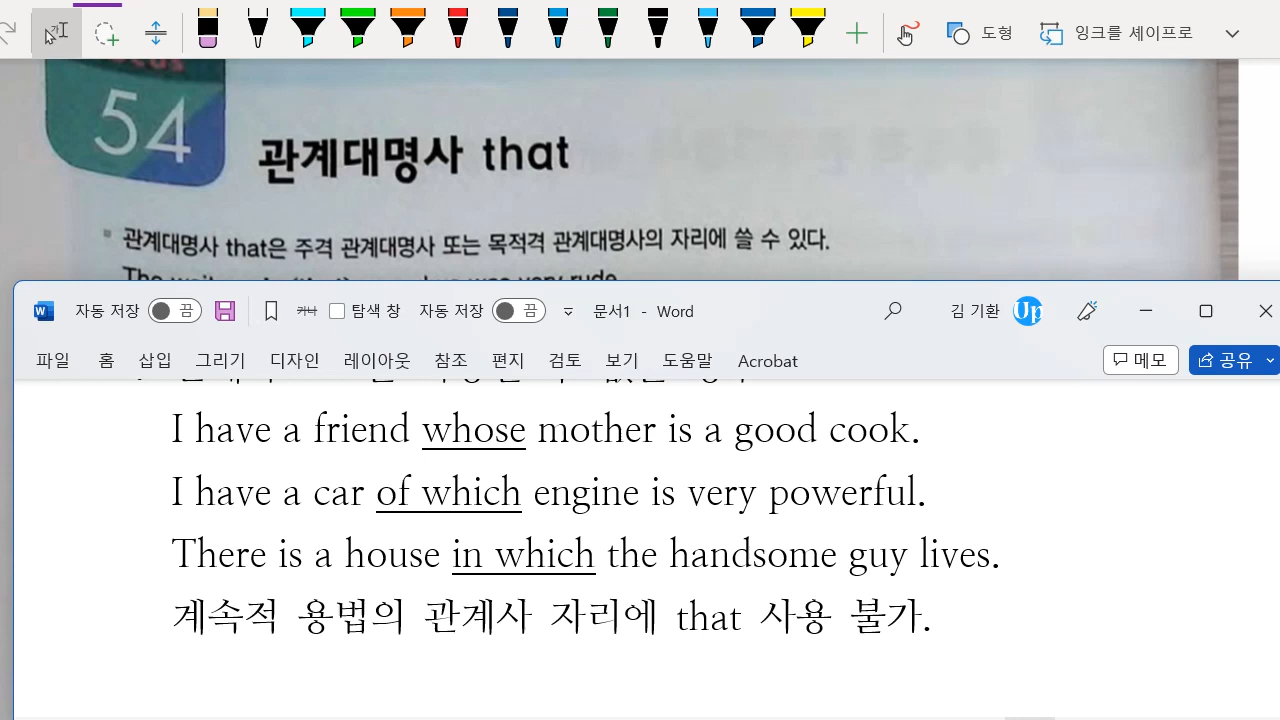 도형
잉크를 셰이프로
54
관계대명사 that
관계대명사 that은 주격 관계대명사 또는 목적격 관계대명사의 자리에 쓸 수 있다.
was very rude
자동 저장 끔
탐색 창
자동 저장 끔
문서1 - Word
김 기환
Up
파일 홈 삽입 그리기 디자인 레이아웃 참조 편지 검토 보기 도움말 Acrobat
메모
공유
I have a friend whose mother is a good cook.
I have a car of which engine is very powerful.
There is a house in which the handsome guy lives.
계속적 용법의 관계사 자리에 that 사용 불가.